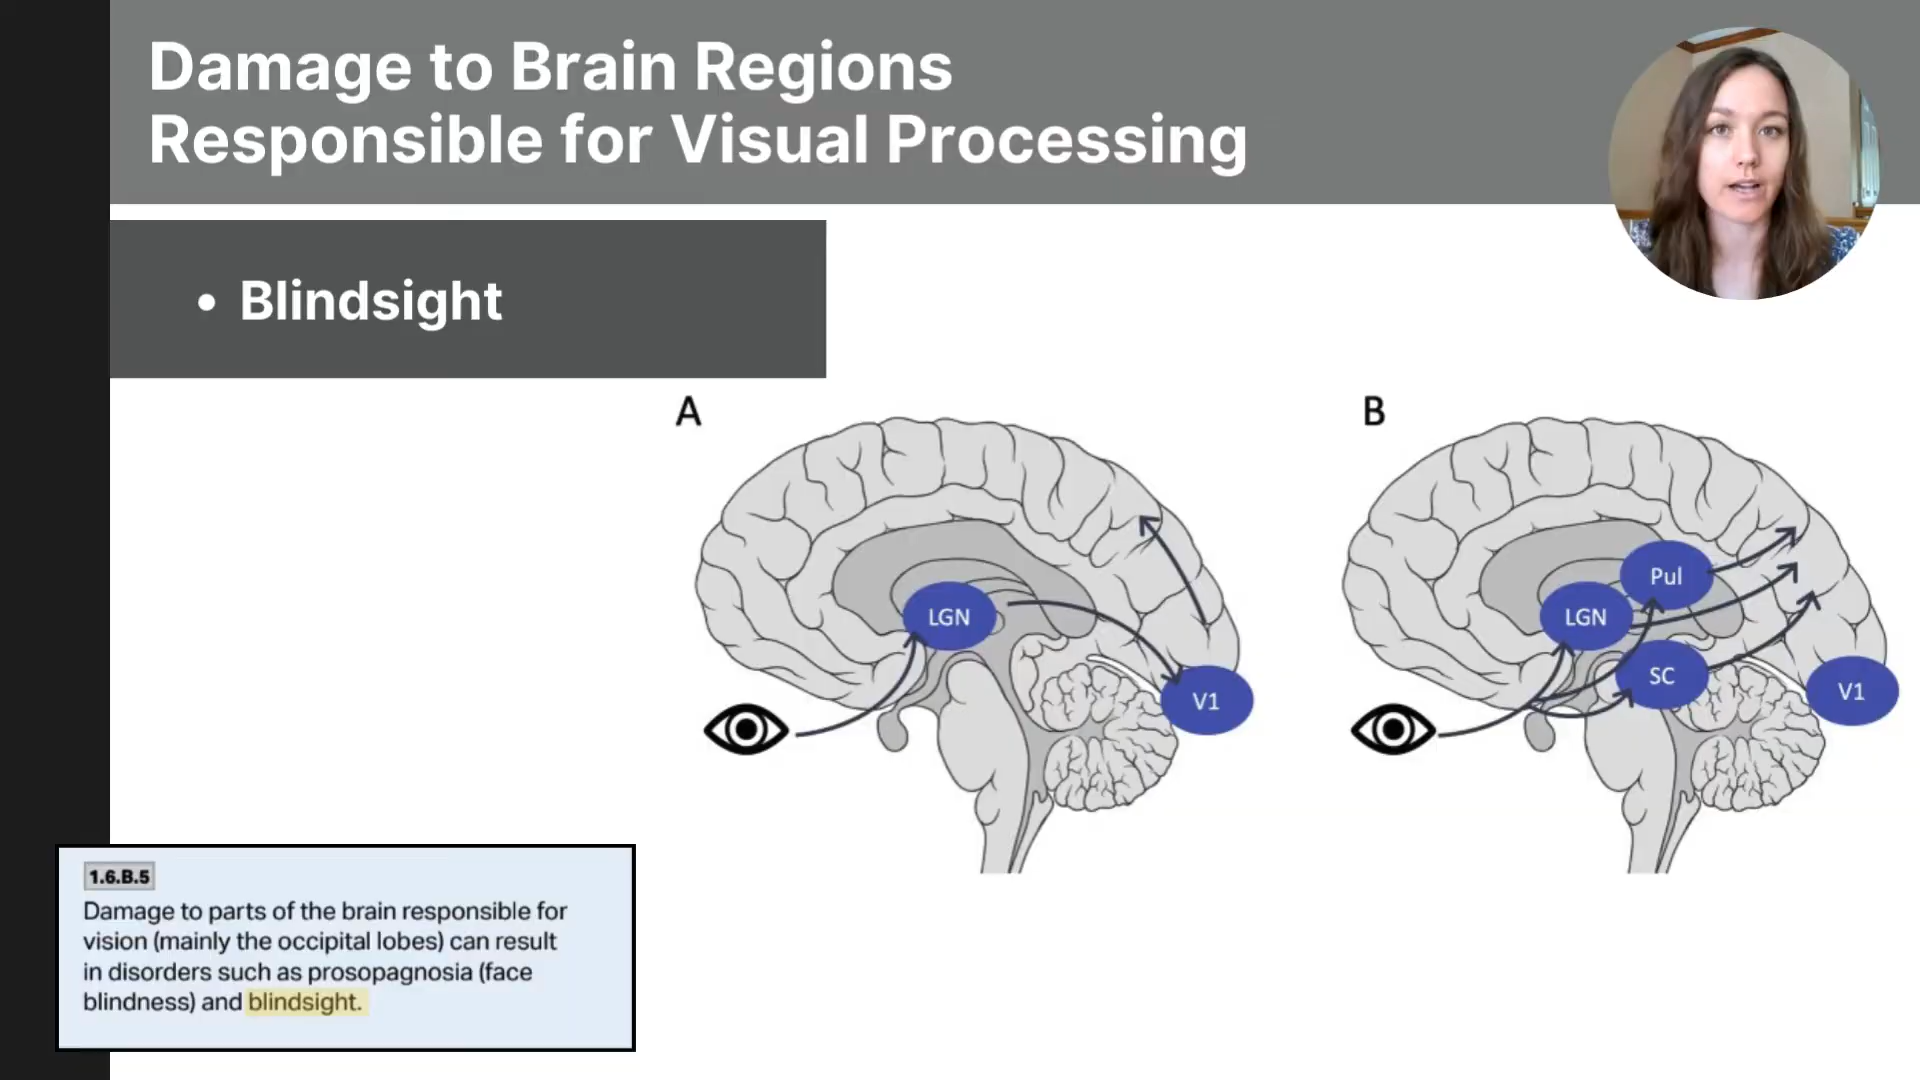 Damage to Brain Regions
Responsible for Visual Processing
• Blindsight
A
LGN
V1
B
Pul
LGN
SC
V1
1.6.B.5
Damage to parts of the brain responsible for
vision (mainly the occipital lobes) can result
in disorders such as prosopagnosia (face
blindness) and blindsight.